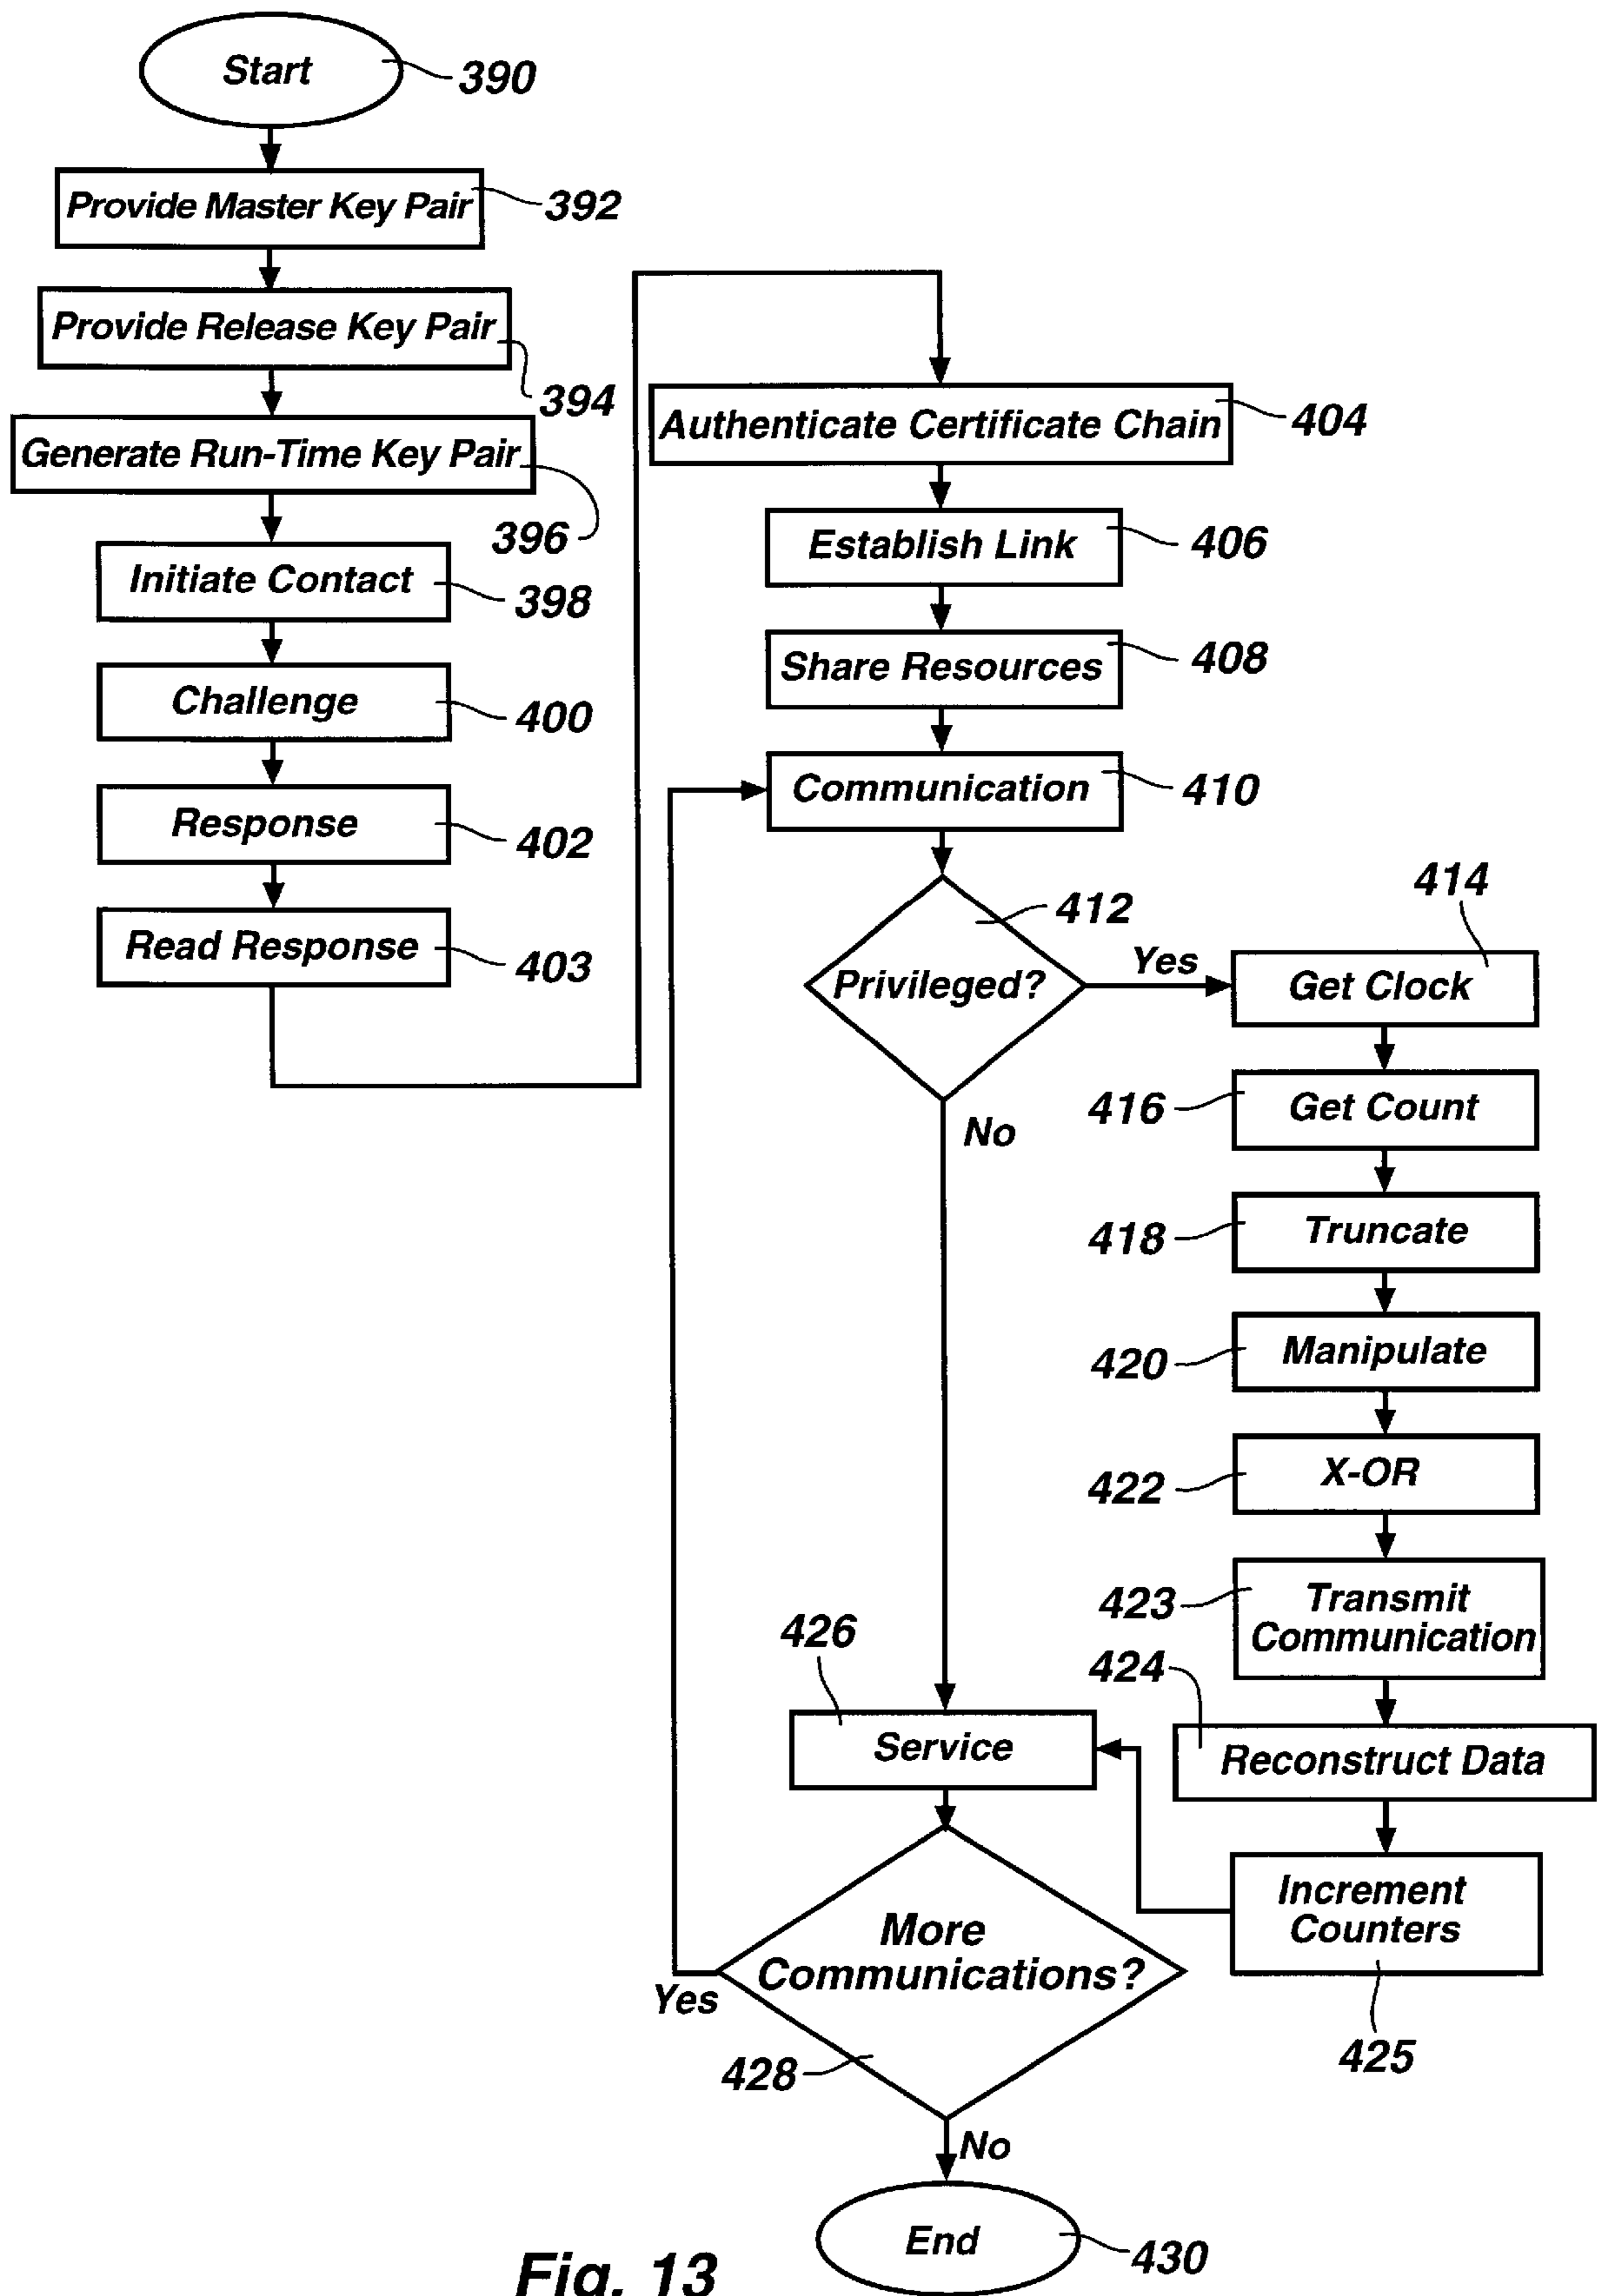 Start
390
Provide Master Key Pair
392
Provide Release Key Pair
394
Generate Run-Time Key Pair
396
Initiate Contact
398
Challenge
400
Response
402
Read Response
403
Authenticate Certificate Chain
404
Establish Link
406
Share Resources
408
Communication
410
412
Privileged?
Yes
No
414
Get Clock
416
Get Count
418
Truncate
420
Manipulate
422
X-OR
423
Transmit
Communication
424
Reconstruct Data
Increment
Counters
425
426
Service
More
Communications?
Yes
428
No
End
430
Fig. 13